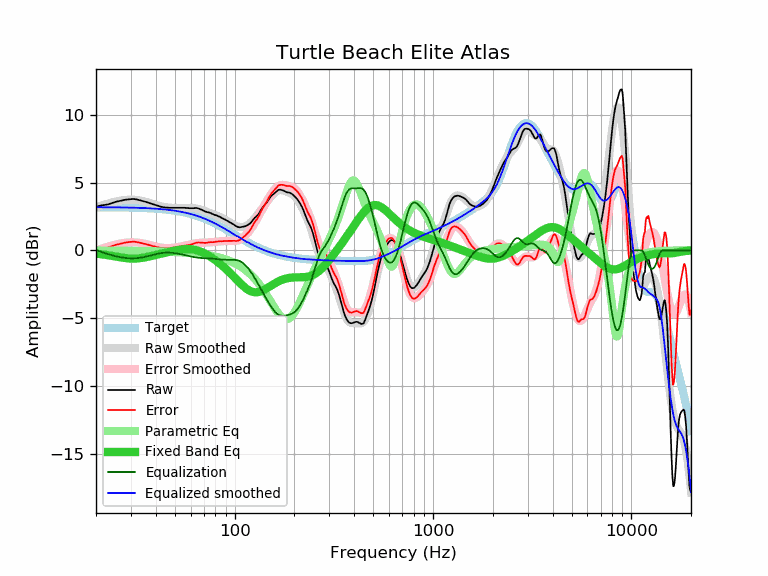 Turtle Beach Elite Atlas
Amplitude (dBr)
10
5
0
−5
−10
−15
Target
Raw Smoothed
Error Smoothed
Raw
Error
Parametric Eq
Fixed Band Eq
Equalization
Equalized smoothed
100
1000
10000
Frequency (Hz)